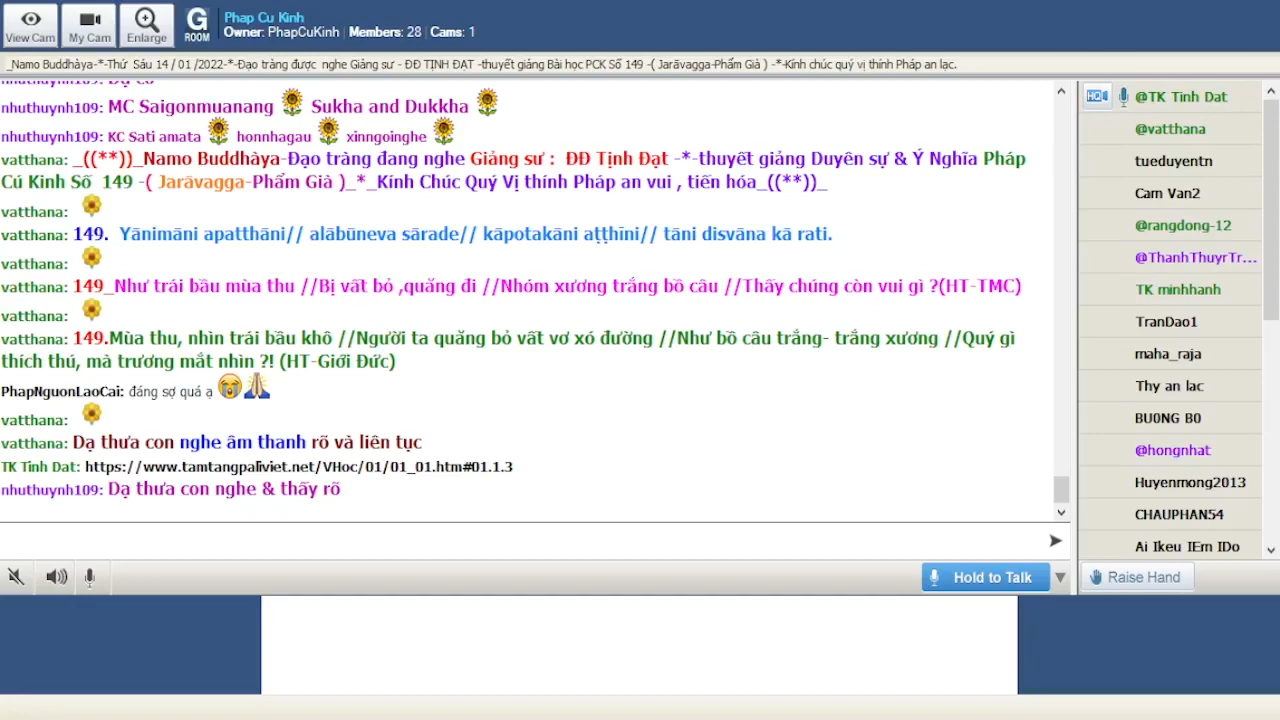 View Cam
My Cam
Enlarge
G
ROOM
Phap Cu Kinh
Owner: PhapCuKinh | Members: 28 | Cams: 1
_Namo Buddhàya-*-Thứ Sáu 14 / 01 /2022-*-Đạo tràng được nghe Giảng sư - ĐĐ TỊNH ĐẠT -thuyết giảng Bài học PCK Số 149 -( Jarāvagga-Phẩm Già ) -*-Kính chúc quý vị thính Pháp an lạc.
nhuthuynh109: Dạ Cô
nhuthuynh109: MC Saigonmuanang Sukha and Dukkha
nhuthuynh109: KC Sati amata honnhagau xinngoinghe
vatthana: _((**))_Namo Buddhàya-Đạo tràng đang nghe Giảng sư : ĐĐ Tịnh Đạt -*-thuyết giảng Duyên sự & Ý Nghĩa Pháp
Cú Kinh Số 149 -( Jarāvagga-Phẩm Già )_*_Kính Chúc Quý Vị thính Pháp an vui , tiến hóa_((**))_
vatthana:
vatthana: 149. Yānimāni apatthāni// alābūneva sārade// kāpotakāni aṭṭhīni// tāni disvāna kā rati.
vatthana:
vatthana: 149_Như trái bầu mùa thu //Bị vất bỏ ,quăng đi //Nhóm xương trắng bồ câu //Thấy chúng còn vui gì ?(HT-TMC)
vatthana:
vatthana: 149.Mùa thu, nhìn trái bầu khô //Người ta quăng bỏ vất vơ xó đường //Như bồ câu trắng- trắng xương //Quý gì
thích thú, mà trương mắt nhìn ?! (HT-Giới Đức)
PhapNguonLaoCai: đáng sợ quá ạ
vatthana:
vatthana: Dạ thưa con nghe âm thanh rõ và liên tục
TK Tinh Dat: https://www.tamtangpaliviet.net/VHoc/01/01_01.htm#01.1.3
nhuthuynh109: Dạ thưa con nghe & thấy rõ
Hold to Talk
HD
@TK Tinh Dat
@vatthana
tueduyentn
Cam Van2
@rangdong-12
@ThanhThuyrTr...
TK minhhanh
TranDao1
maha_raja
Thy an lac
BU0NG B0
@hongnhat
Huyenmong2013
CHAUPHAN54
Ai Ikeu IEm IDo
Raise Hand